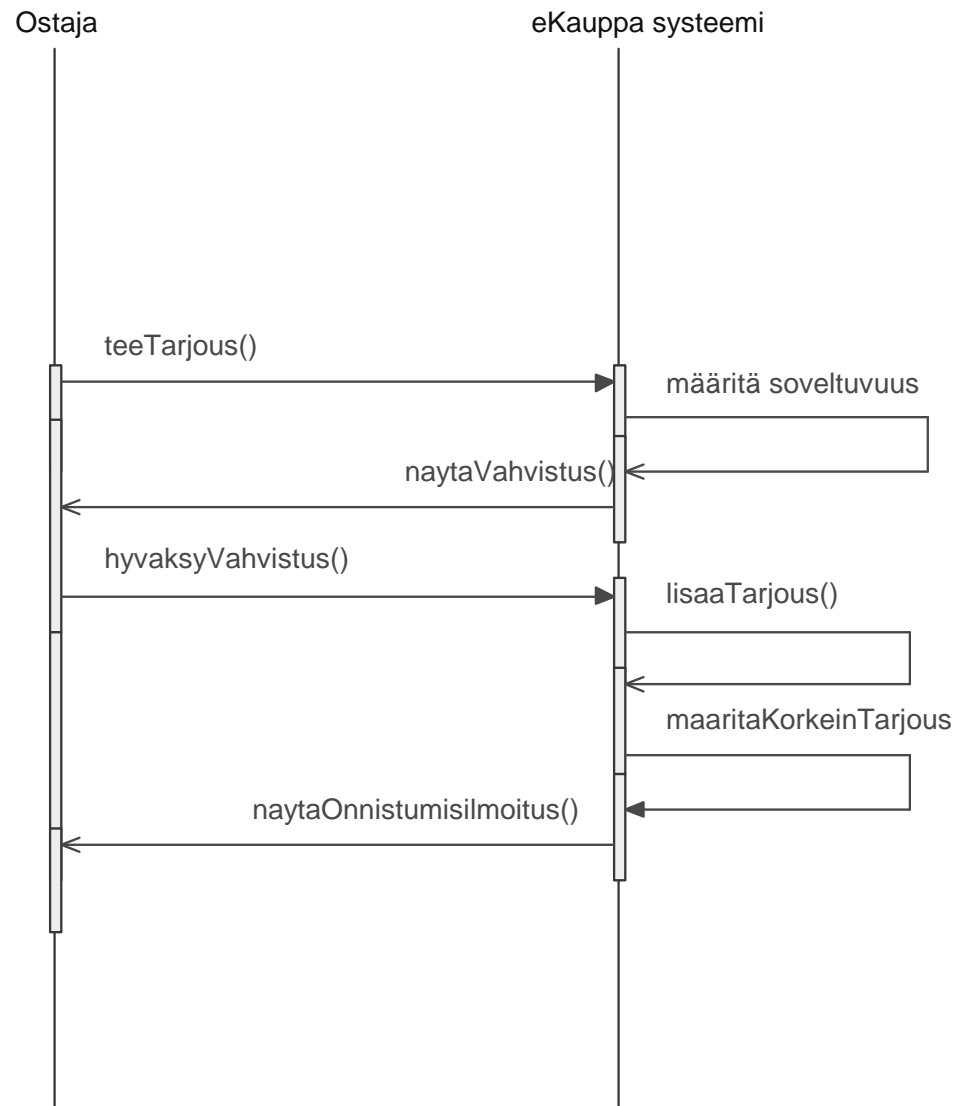 Ostaja
eKauppa systeemi
teeTarjous()
määritä soveltuvuus
naytaVahvistus()
hyvaksyVahvistus()
lisaaTarjous()
maaritaKorkeinTarjous
naytaOnnistumisilmoitus()